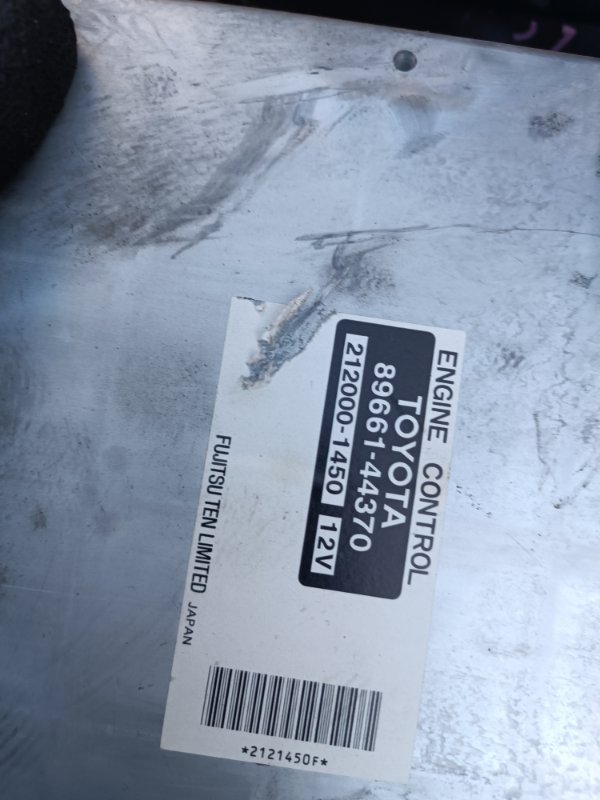 ENGINE CONTROL
TOYOTA
89661-44370
212000-1450 12V
FUJITSU TEN LIMITED JAPAN
*2121450F*